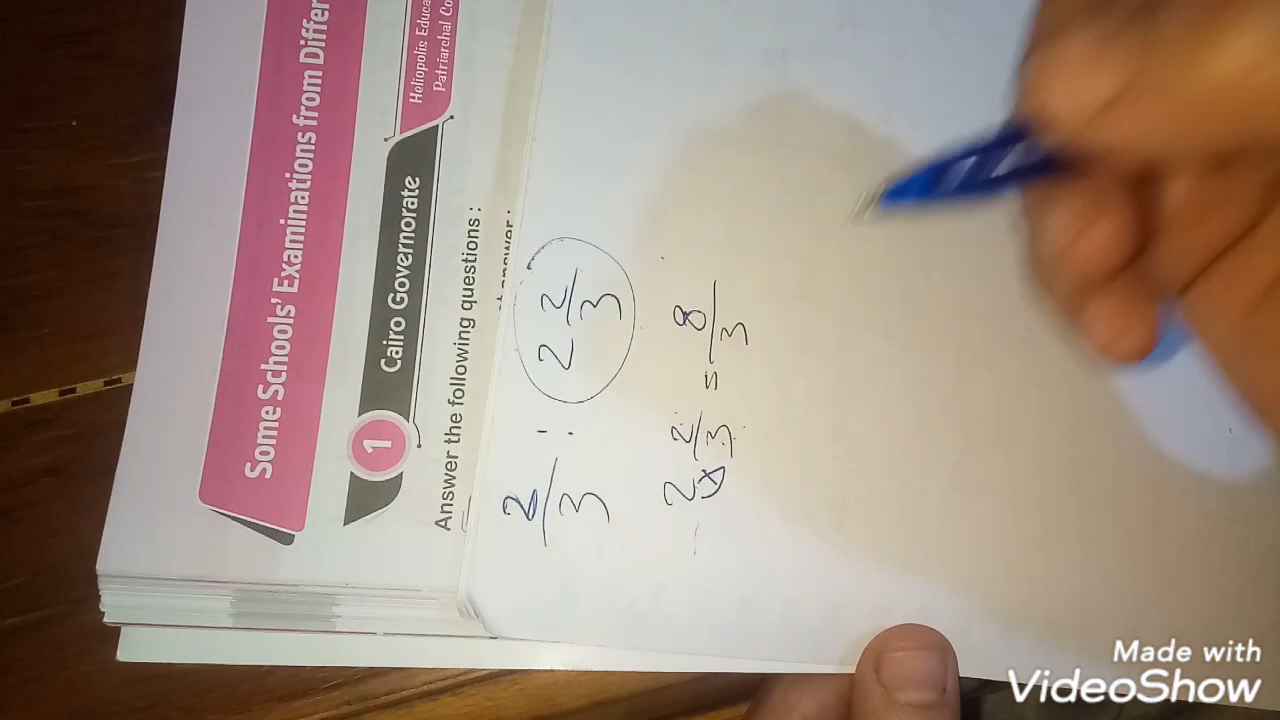 Some Schools' Examinations from Differ
1 Cairo Governorate
Heliopolis Educa
Patriarchal Co
Answer the following questions :
answer :
2/3 : 2 2/3
2 2/3 = 8/3
Made with
VideoShow